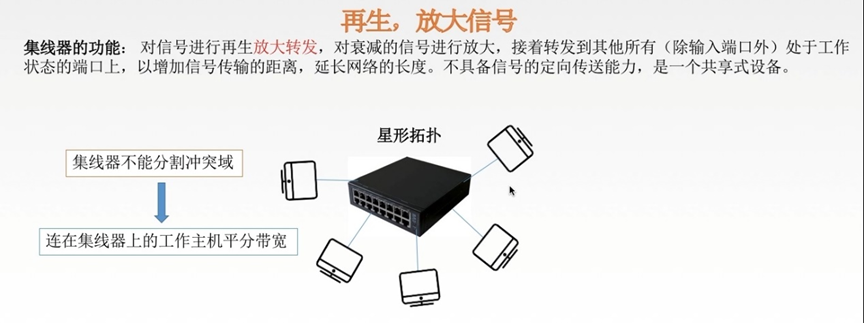 再生，放大信号
集线器的功能： 对信号进行再生放大转发，对衰减的信号进行放大，接着转发到其他所有（除输入端口外）处于工作
状态的端口上，以增加信号传输的距离，延长网络的长度。不具备信号的定向传送能力，是一个共享式设备。
星形拓扑
集线器不能分割冲突域
连在集线器上的工作主机平分带宽